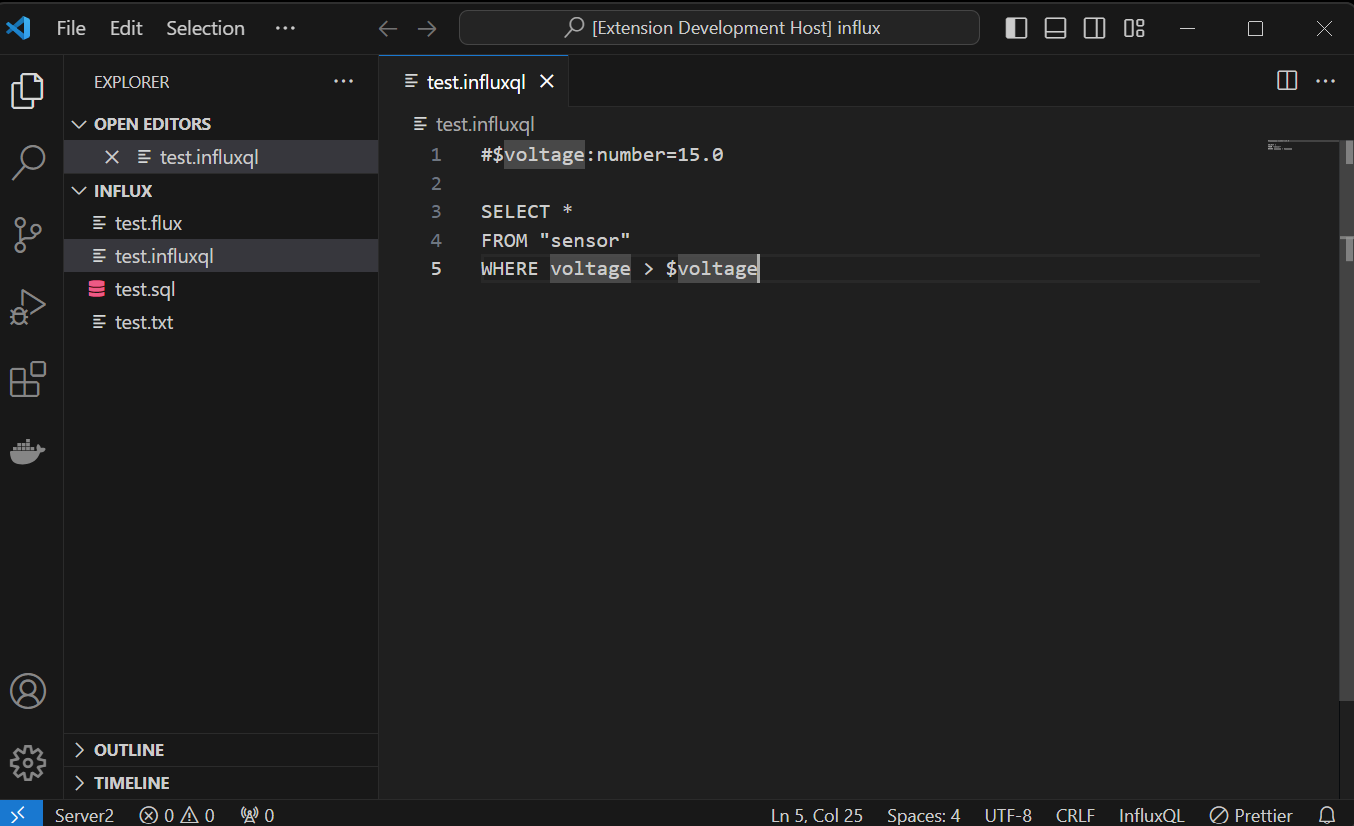 File Edit Selection ···
[Extension Development Host] influx
EXPLORER ···
OPEN EDITORS
test.influxql
INFLUX
test.flux
test.influxql
test.sql
test.txt
OUTLINE
TIMELINE
test.influxql
test.influxql
1 #$voltage:number=15.0
2
3 SELECT *
4 FROM "sensor"
5 WHERE voltage > $voltage
Server2 0 0 0 Ln 5, Col 25 Spaces: 4 UTF-8 CRLF InfluxQL Prettier